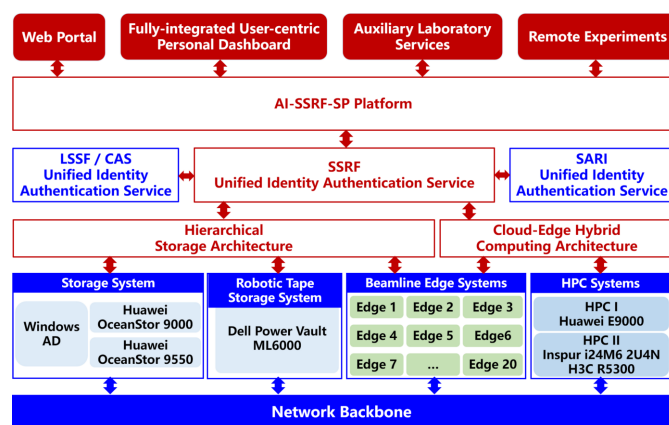 Web Portal
Fully-integrated User-centric
Personal Dashboard
Auxiliary Laboratory
Services
Remote Experiments
AI-SSRF-SP Platform
LSSF / CAS
Unified Identity
Authentication Service
SSRF
Unified Identity Authentication Service
SARI
Unified Identity
Authentication Service
Hierarchical
Storage Architecture
Cloud-Edge Hybrid
Computing Architecture
Storage System
Windows
AD
Huawei
OceanStor 9000
Huawei
OceanStor 9550
Robotic Tape
Storage System
Dell Power Vault
ML6000
Beamline Edge Systems
Edge 1 Edge 2 Edge 3
Edge 4 Edge 5 Edge6
Edge 7 ... Edge 20
HPC Systems
HPC I
Huawei E9000
HPC II
Inspur i24M6 2U4N
H3C R5300
Network Backbone